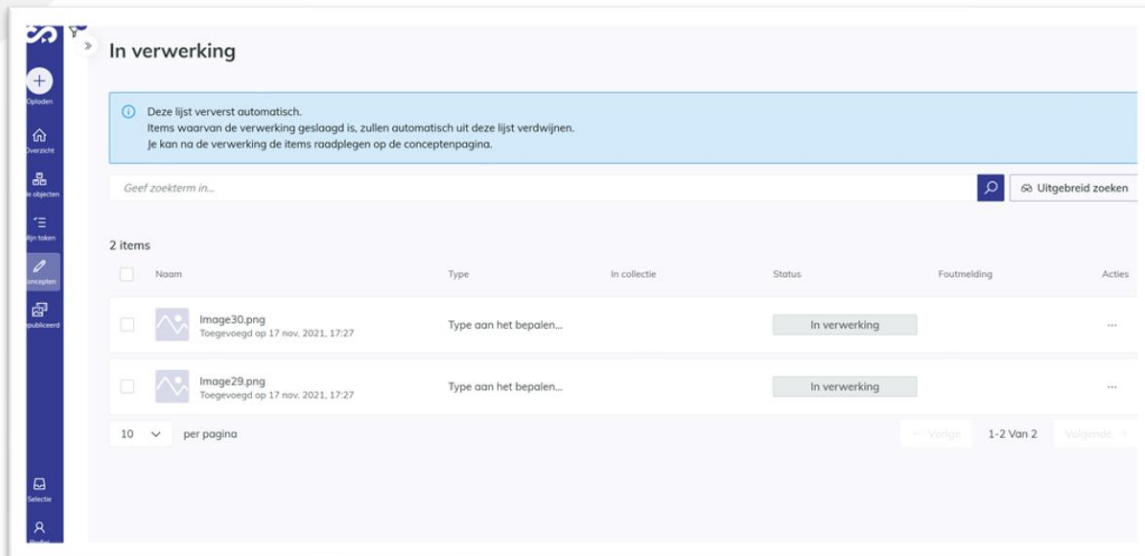 In verwerking
Deze lijst ververst automatisch.
Items waarvan de verwerking geslaagd is, zullen automatisch uit deze lijst verdwijnen.
Je kan na de verwerking de items raadplegen op de conceptenpagina.
Oploden
Overzicht
objecten
token
Selectie
Geef zoekterm in...
Uitgebreid zoeken
2 items
Naam Type In collectie Status Foutmelding Acties
Image30.png
Toegevoegd op 17 nov. 2021, 17:27
Type aan het bepalen...
In verwerking
...
Image29.png
Toegevoegd op 17 nov. 2021, 17:27
Type aan het bepalen...
In verwerking
...
10 per pagina
← Vorige 1-2 Van 2 Volgende →